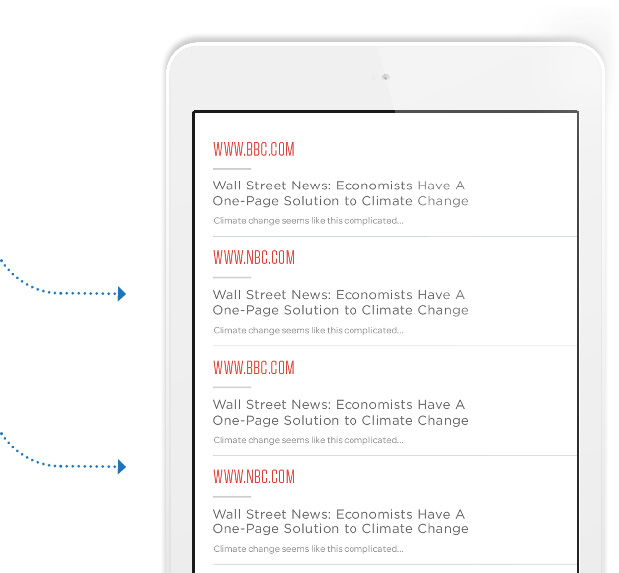 WWW.BBC.COM
Wall Street News: Economists Have A
One-Page Solution to Climate Change
Climate change seems like this complicated...
WWW.NBC.COM
Wall Street News: Economists Have A
One-Page Solution to Climate Change
Climate change seems like this complicated...
WWW.BBC.COM
Wall Street News: Economists Have A
One-Page Solution to Climate Change
Climate change seems like this complicated...
WWW.NBC.COM
Wall Street News: Economists Have A
One-Page Solution to Climate Change
Climate change seems like this complicated...